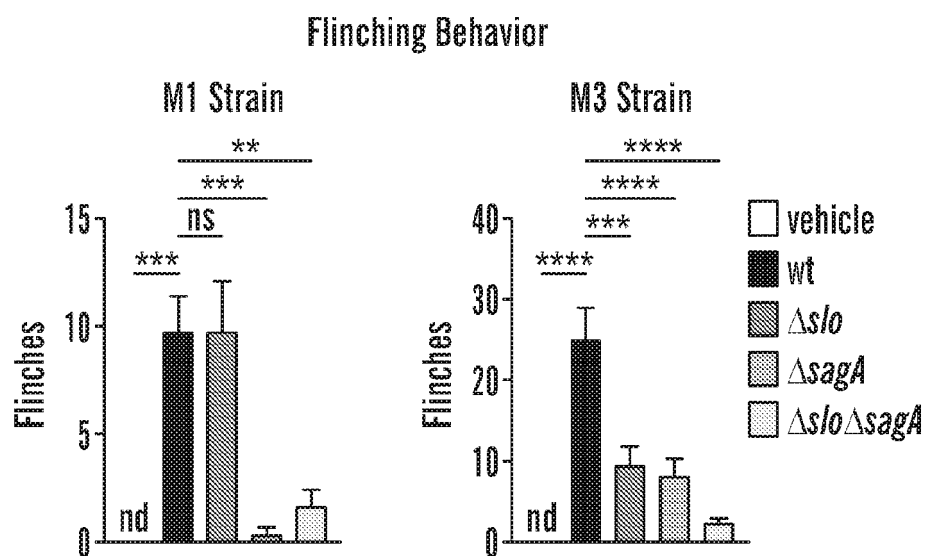 Flinching Behavior
M1 Strain
**
***
ns
***
15
10
5
0
Flinches
nd
M3 Strain
****
****
***
****
40
30
20
10
0
Flinches
nd
vehicle
wt
Δslo
ΔsagA
ΔsloΔsagA